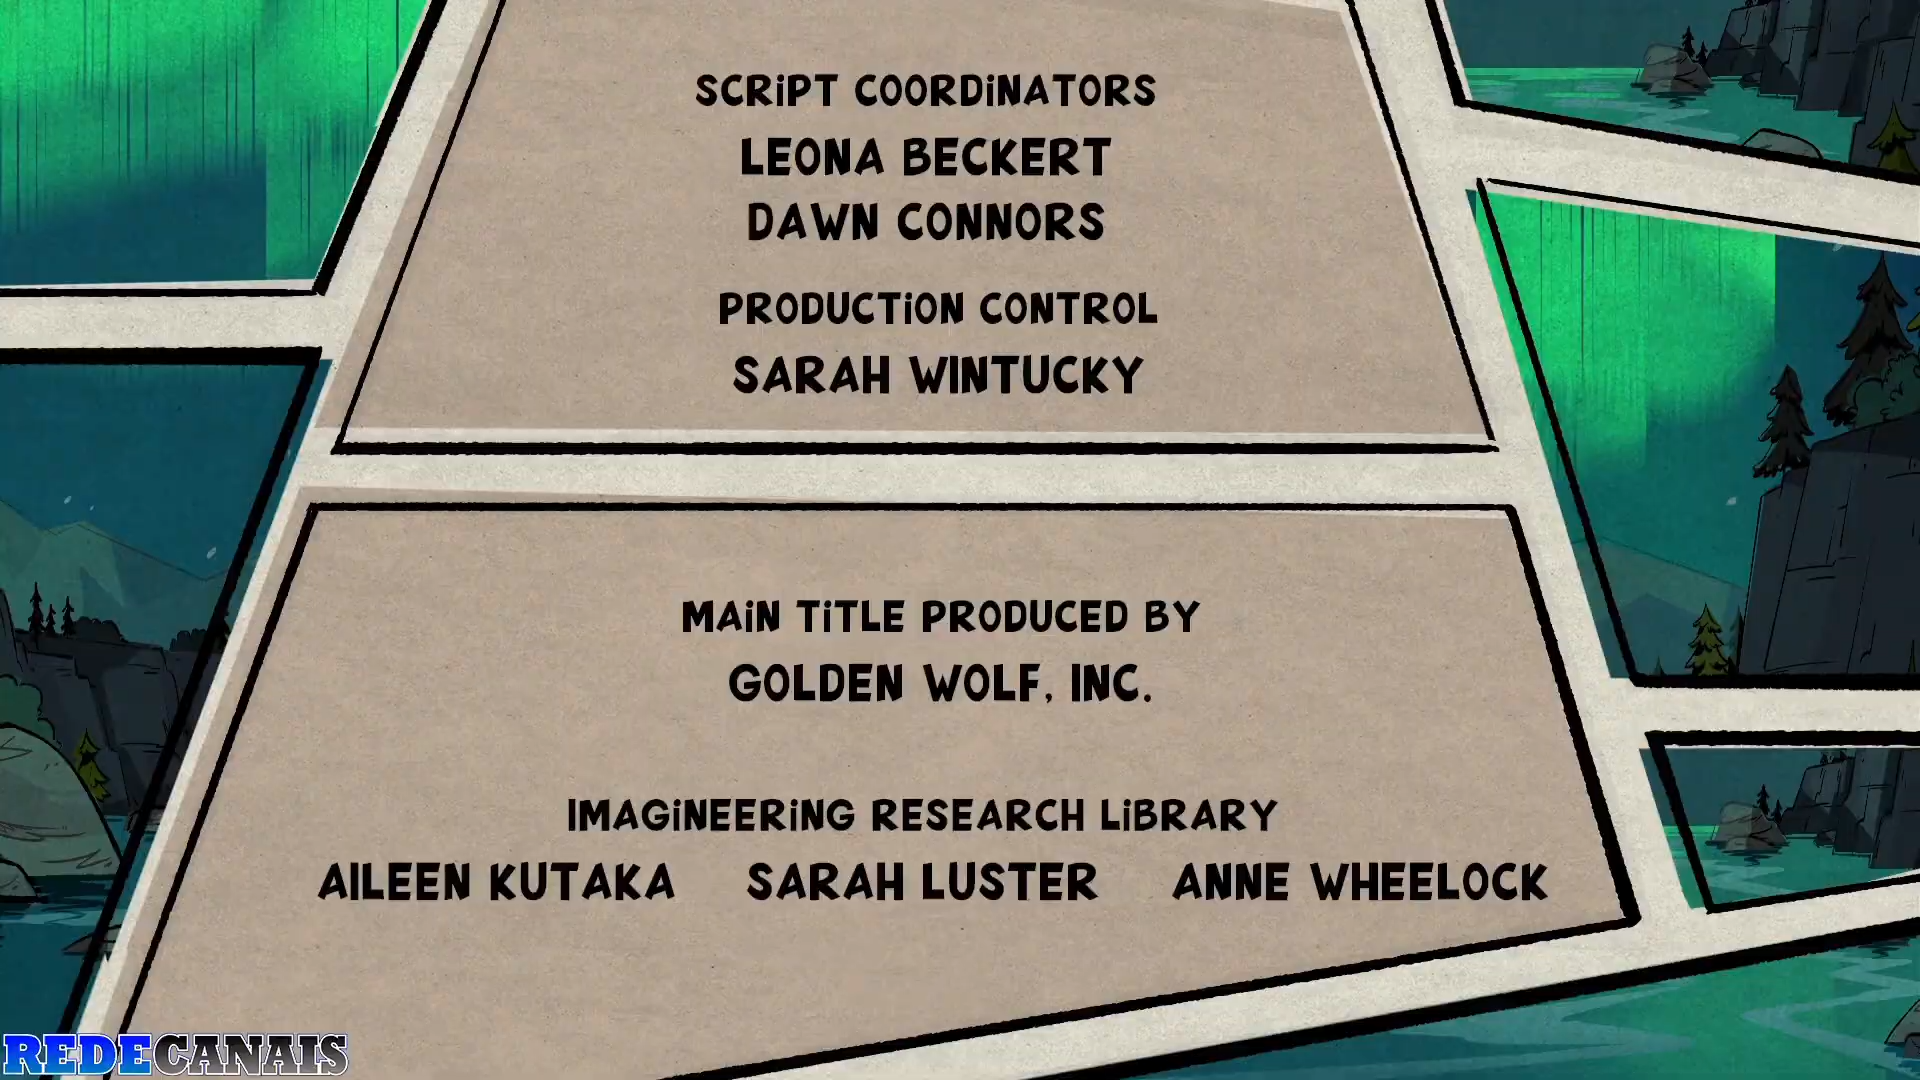 SCRiPT COORDiNATORS
LEONA BECKERT
DAWN CONNORS
PRODUCTiON CONTROL
SARAH WINTUCKY
MAiN TiTLE PRODUCED BY
GOLDEN WOLF, INC.
IMAGiNEERiNG RESEARCH LiBRARY
AILEEN KUTAKA SARAH LUSTER ANNE WHEELOCK
REDECANAIS